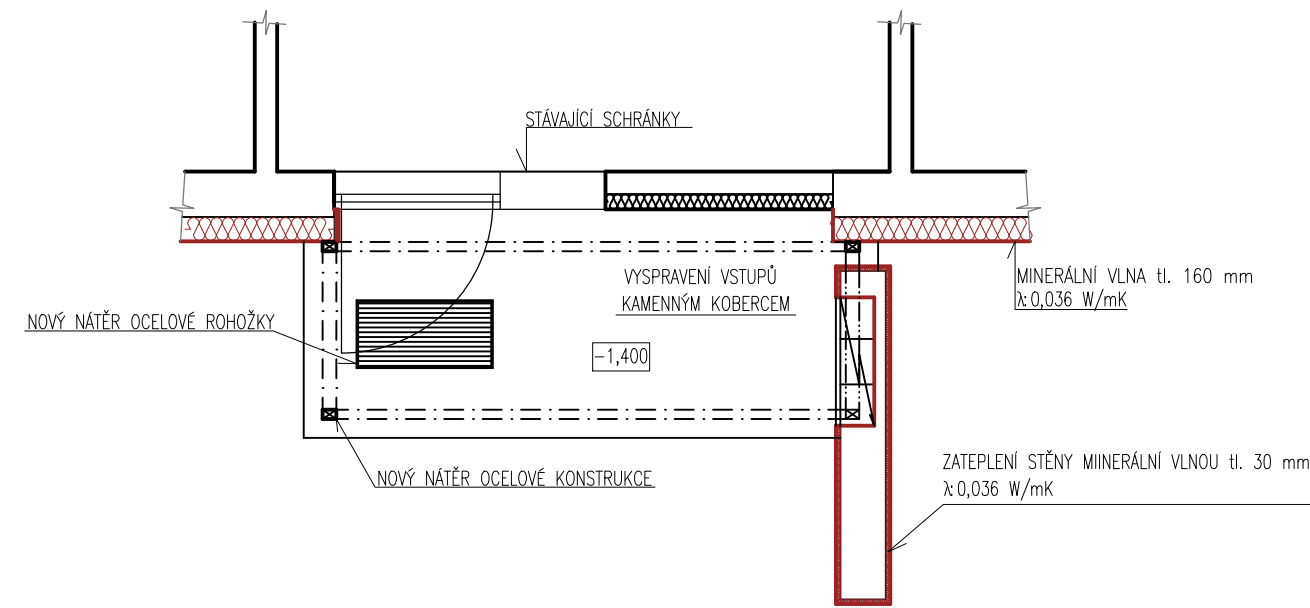 STÁVAJÍCÍ SCHRÁNKY
VYSPRAVENÍ VSTUPŮ
KAMENNÝM KOBERCEM
MINERÁLNÍ VLNA tl. 160 mm
λ:0,036 W/mK
NOVÝ NÁTĚR OCELOVÉ ROHOŽKY
-1,400
NOVÝ NÁTĚR OCELOVÉ KONSTRUKCE
ZATEPLENÍ STĚNY MIINERÁLNÍ VLNOU tl. 30 mm
λ:0,036 W/mK